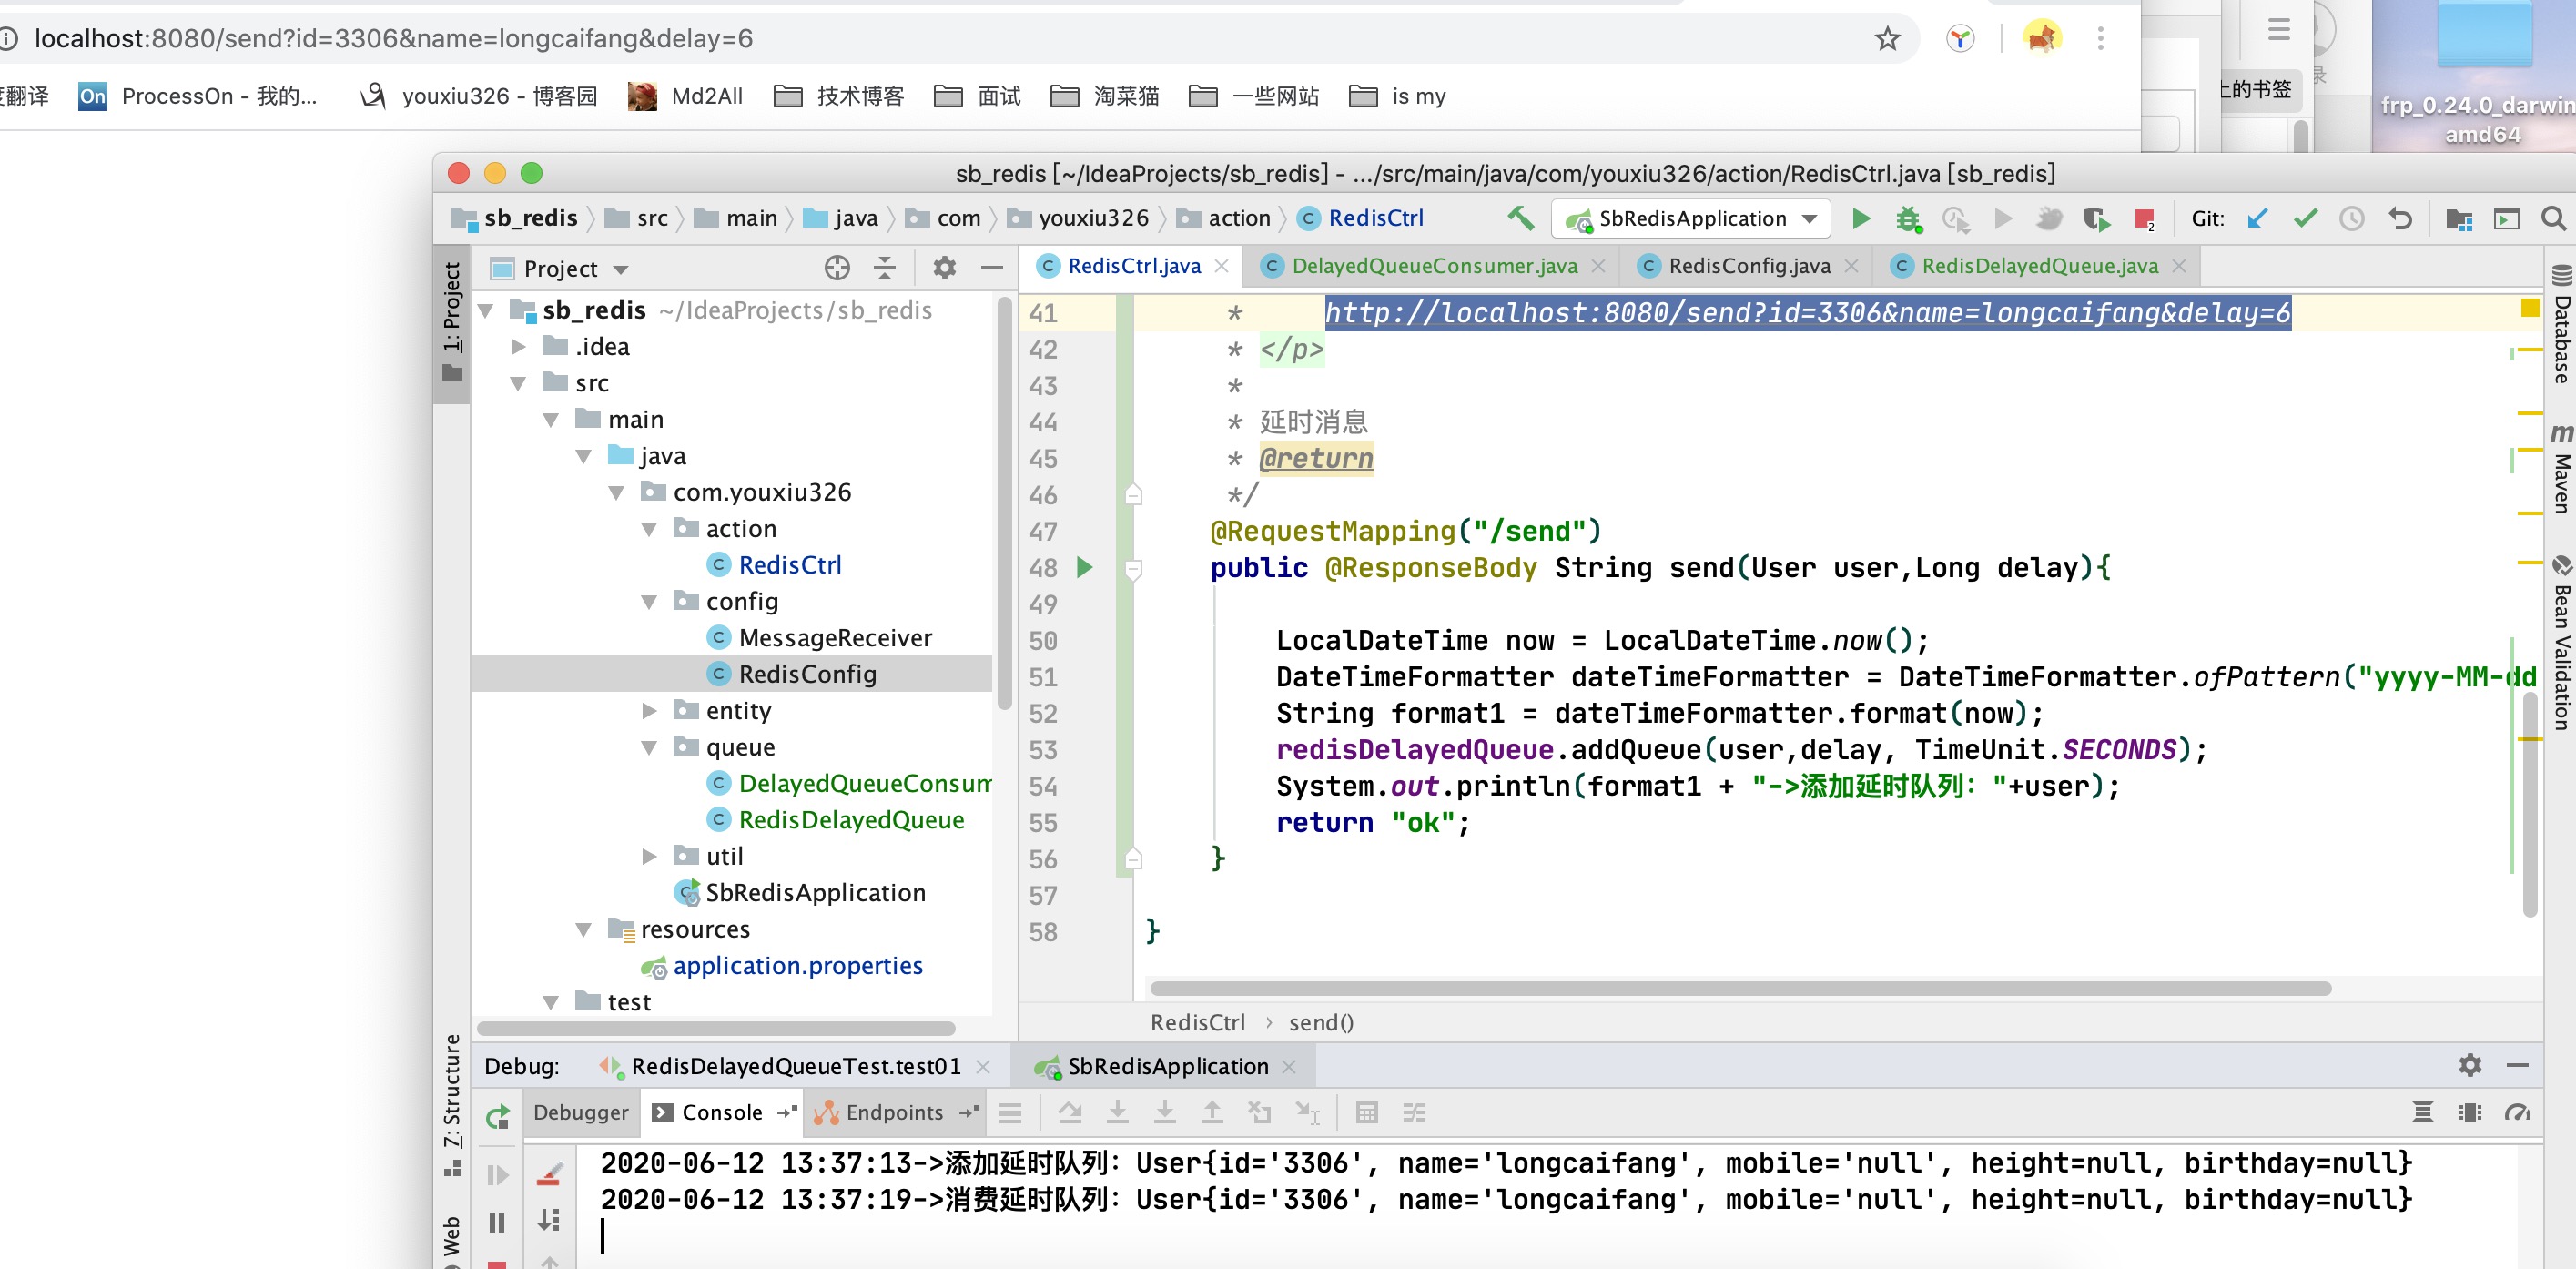 localhost:8080/send?id=3306&name=longcaifang&delay=6
翻译 On ProcessOn - 我的... youxiu326 - 博客园 Md2All 技术博客 面试 淘菜猫 一些网站 is my
上的书签
frp_0.24.0_darwin
amd64
sb_redis [~/IdeaProjects/sb_redis] - .../src/main/java/com/youxiu326/action/RedisCtrl.java [sb_redis]
sb_redis src main java com youxiu326 action RedisCtrl SbRedisApplication 2 Git:
1: Project
Project
RedisCtrl.java DelayedQueueConsumer.java RedisConfig.java RedisDelayedQueue.java
sb_redis ~/IdeaProjects/sb_redis
.idea
src
main
java
com.youxiu326
action
RedisCtrl
config
MessageReceiver
RedisConfig
entity
queue
DelayedQueueConsum
RedisDelayedQueue
util
SbRedisApplication
resources
application.properties
test
41 * http://localhost:8080/send?id=3306&name=longcaifang&delay=6
42 * </p>
43 *
44 * 延时消息
45 * @return
46 */
47 @RequestMapping("/send")
48 public @ResponseBody String send(User user,Long delay){
49
50 LocalDateTime now = LocalDateTime.now();
51 DateTimeFormatter dateTimeFormatter = DateTimeFormatter.ofPattern("yyyy-MM-dd
52 String format1 = dateTimeFormatter.format(now);
53 redisDelayedQueue.addQueue(user,delay, TimeUnit.SECONDS);
54 System.out.println(format1 + "->添加延时队列: "+user);
55 return "ok";
56 }
57
58 }
RedisCtrl › send()
Database
m Maven
Bean Validation
Z: Structure
Web
Debug: RedisDelayedQueueTest.test01 SbRedisApplication
Debugger Console Endpoints
2020-06-12 13:37:13->添加延时队列: User{id='3306', name='longcaifang', mobile='null', height=null, birthday=null}
2020-06-12 13:37:19->消费延时队列: User{id='3306', name='longcaifang', mobile='null', height=null, birthday=null}